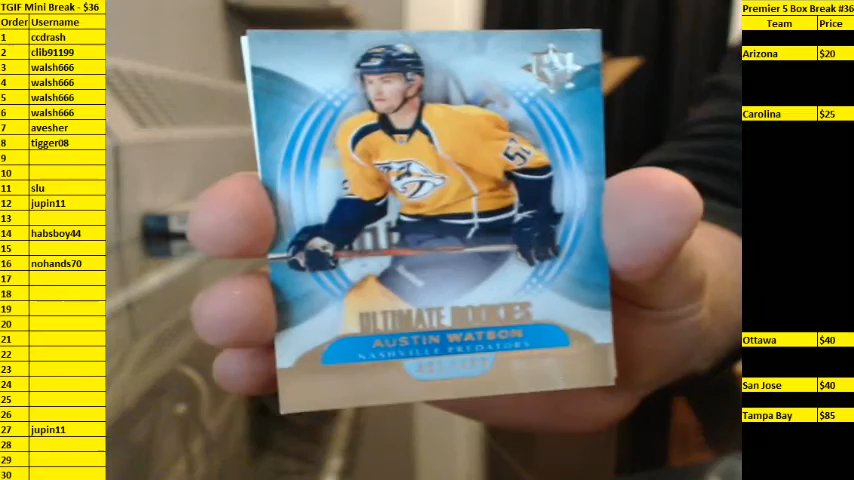 TGIF Mini Break - $36
Order Username
1 ccdrash
2 clib91199
3 walsh666
4 walsh666
5 walsh666
6 walsh666
7 avesher
8 tigger08
9
10
11 slu
12 jupin11
13
14 habsboy44
15
16 nohands70
17
18
19
20
21
22
23
24
25
26
27 jupin11
28
29
30
ULTIMATE ROOKIES
AUSTIN WATSON
NASHVILLE PREDATORS
Premier 5 Box Break #36
Team Price
Arizona $20
Carolina $25
Ottawa $40
San Jose $40
Tampa Bay $85